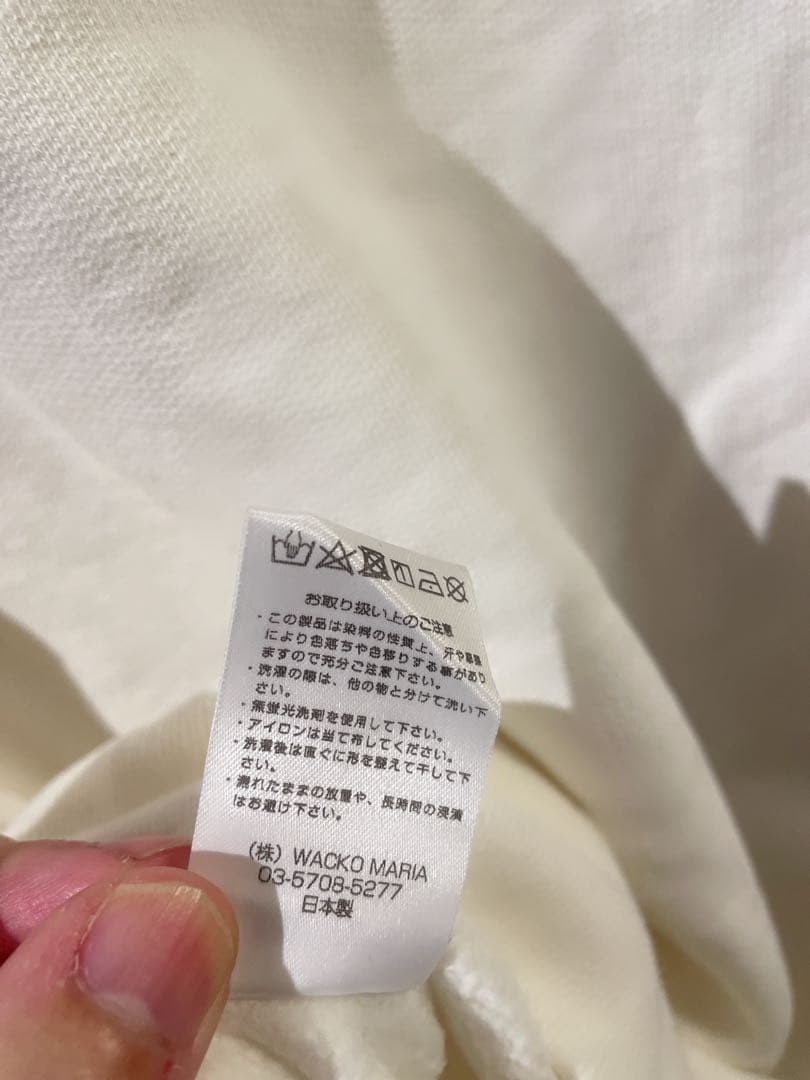 お取り扱い上のご注意
・この製品は染料の性質上、汗や摩擦
により色落ちや色移りする事があり
ますので充分ご注意下さい。
・洗濯の際は、他の物と分けて洗い下
さい。
・無蛍光洗剤を使用して下さい。
・アイロンは当て布してください。
・洗濯後は直ぐに形を整えて干して下
さい。
・濡れたままの放置や、長時間の浸漬
はお避け下さい。
(株) WACKO MARIA
03-5708-5277
日本製